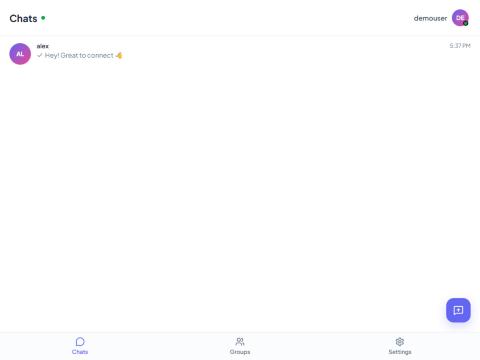 Chats
demouser
DE
AL
alex
5:37 PM
Hey! Great to connect 👋
Chats
Groups
Settings